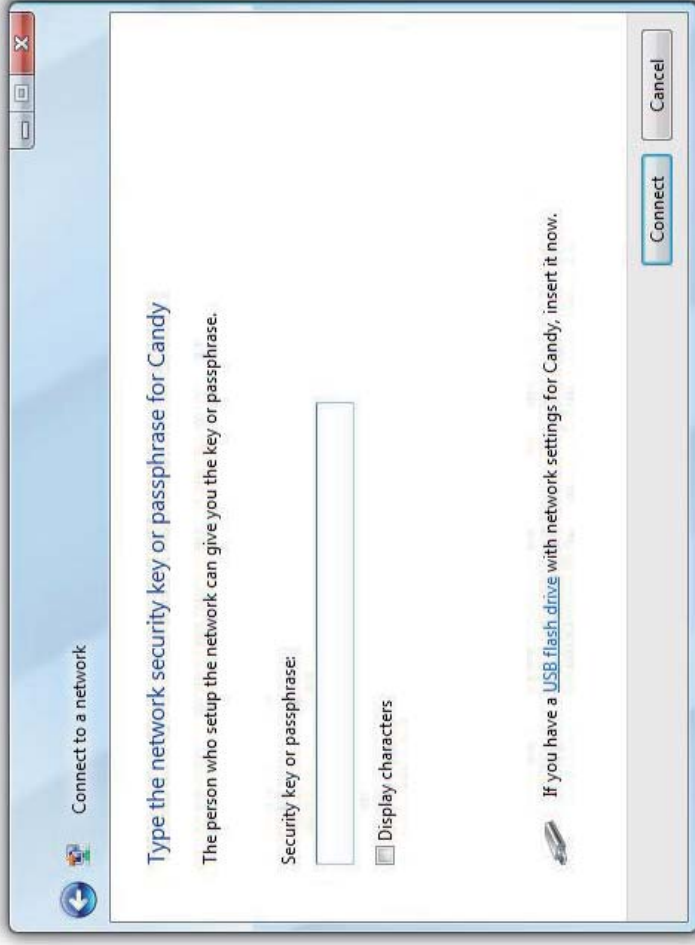 Connect to a network
Type the network security key or passphrase for Candy
The person who setup the network can give you the key or passphrase.
Security key or passphrase:
Display characters
If you have a USB flash drive with network settings for Candy, insert it now.
Connect
Cancel